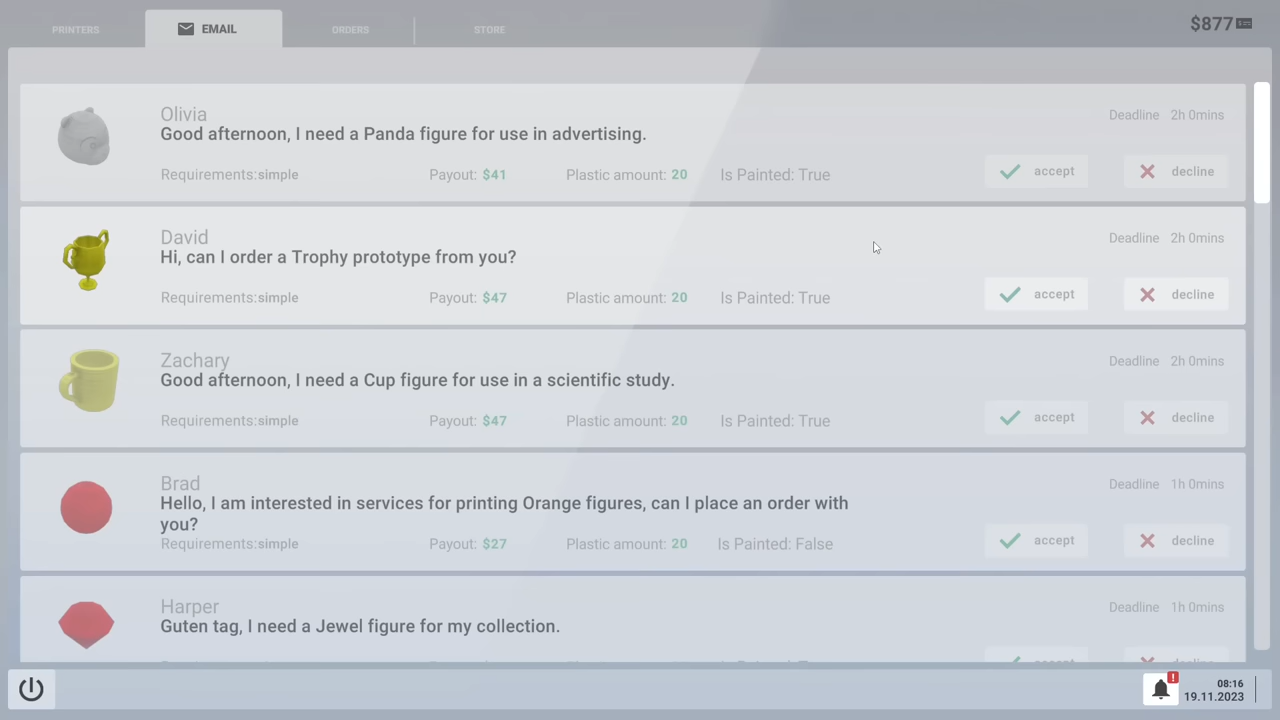 PRINTERS
EMAIL
ORDERS
STORE
$877
Olivia
Deadline 2h 0mins
Good afternoon, I need a Panda figure for use in advertising.
Requirements:simple Payout: $41 Plastic amount: 20 Is Painted: True accept decline
David
Deadline 2h 0mins
Hi, can I order a Trophy prototype from you?
Requirements:simple Payout: $47 Plastic amount: 20 Is Painted: True accept decline
Zachary
Deadline 2h 0mins
Good afternoon, I need a Cup figure for use in a scientific study.
Requirements:simple Payout: $47 Plastic amount: 20 Is Painted: True accept decline
Brad
Deadline 1h 0mins
Hello, I am interested in services for printing Orange figures, can I place an order with
you?
Requirements:simple Payout: $27 Plastic amount: 20 Is Painted: False accept decline
Harper
Deadline 1h 0mins
Guten tag, I need a Jewel figure for my collection.
!
08:16
19.11.2023